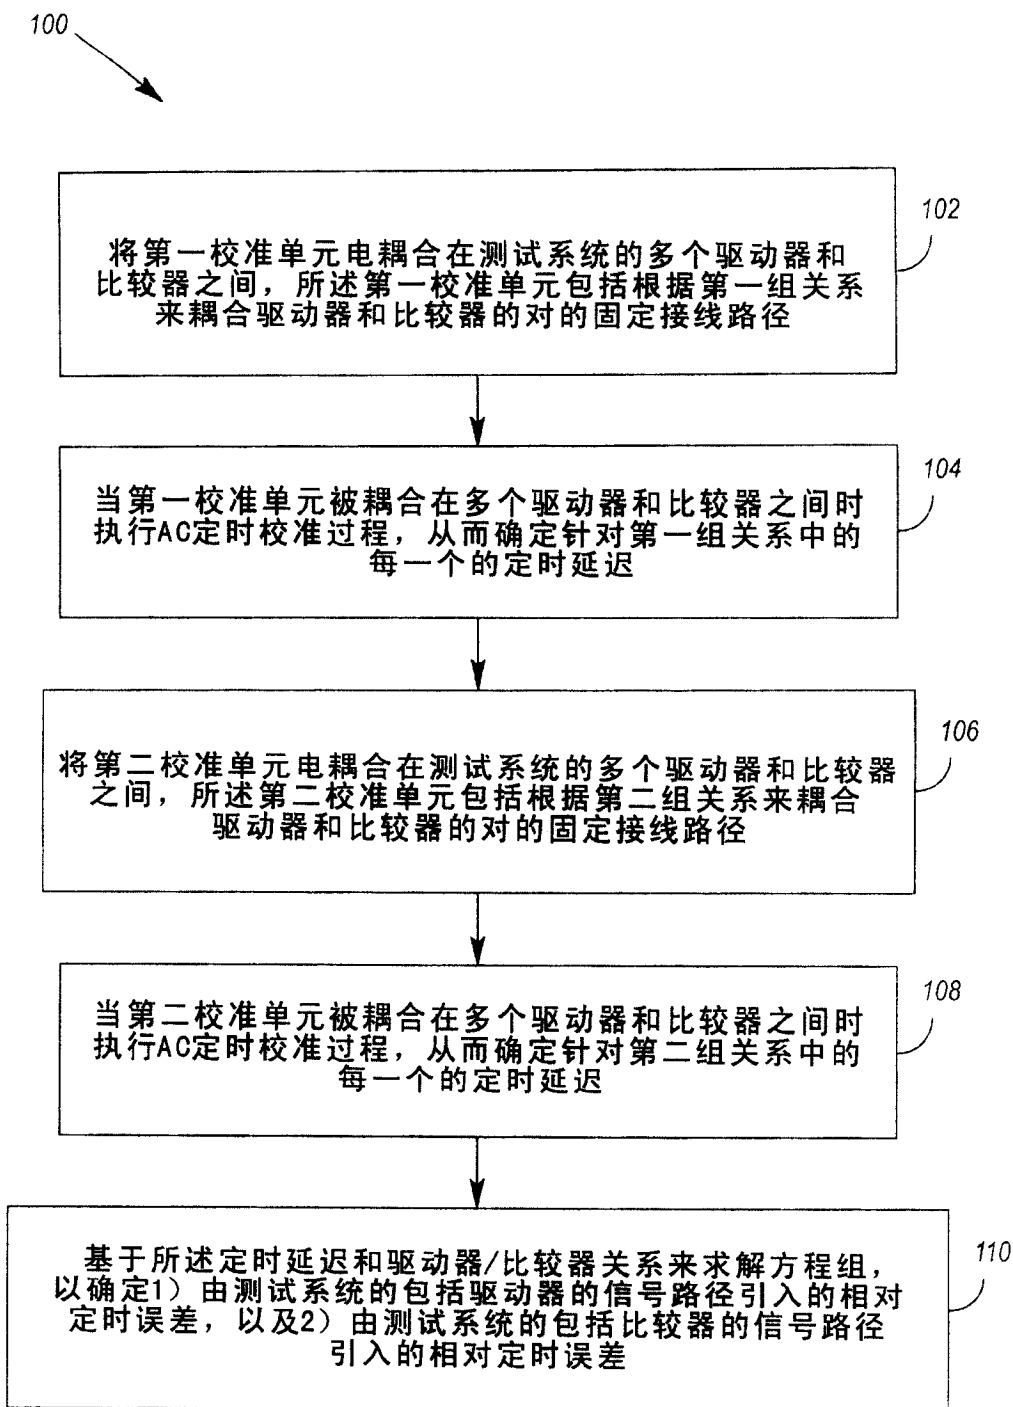 100
102
将第一校准单元电耦合在测试系统的多个驱动器和
比较器之间，所述第一校准单元包括根据第一组关系
来耦合驱动器和比较器的对的固定接线路径
104
当第一校准单元被耦合在多个驱动器和比较器之间时
执行AC定时校准过程，从而确定针对第一组关系中的
每一个的定时延迟
106
将第二校准单元电耦合在测试系统的多个驱动器和比较器
之间，所述第二校准单元包括根据第二组关系来耦合
驱动器和比较器的对的固定接线路径
108
当第二校准单元被耦合在多个驱动器和比较器之间时
执行AC定时校准过程，从而确定针对第二组关系中的
每一个的定时延迟
110
基于所述定时延迟和驱动器/比较器关系来求解方程组，
以确定1）由测试系统的包括驱动器的信号路径引入的相对
定时误差，以及2）由测试系统的包括比较器的信号路径
引入的相对定时误差